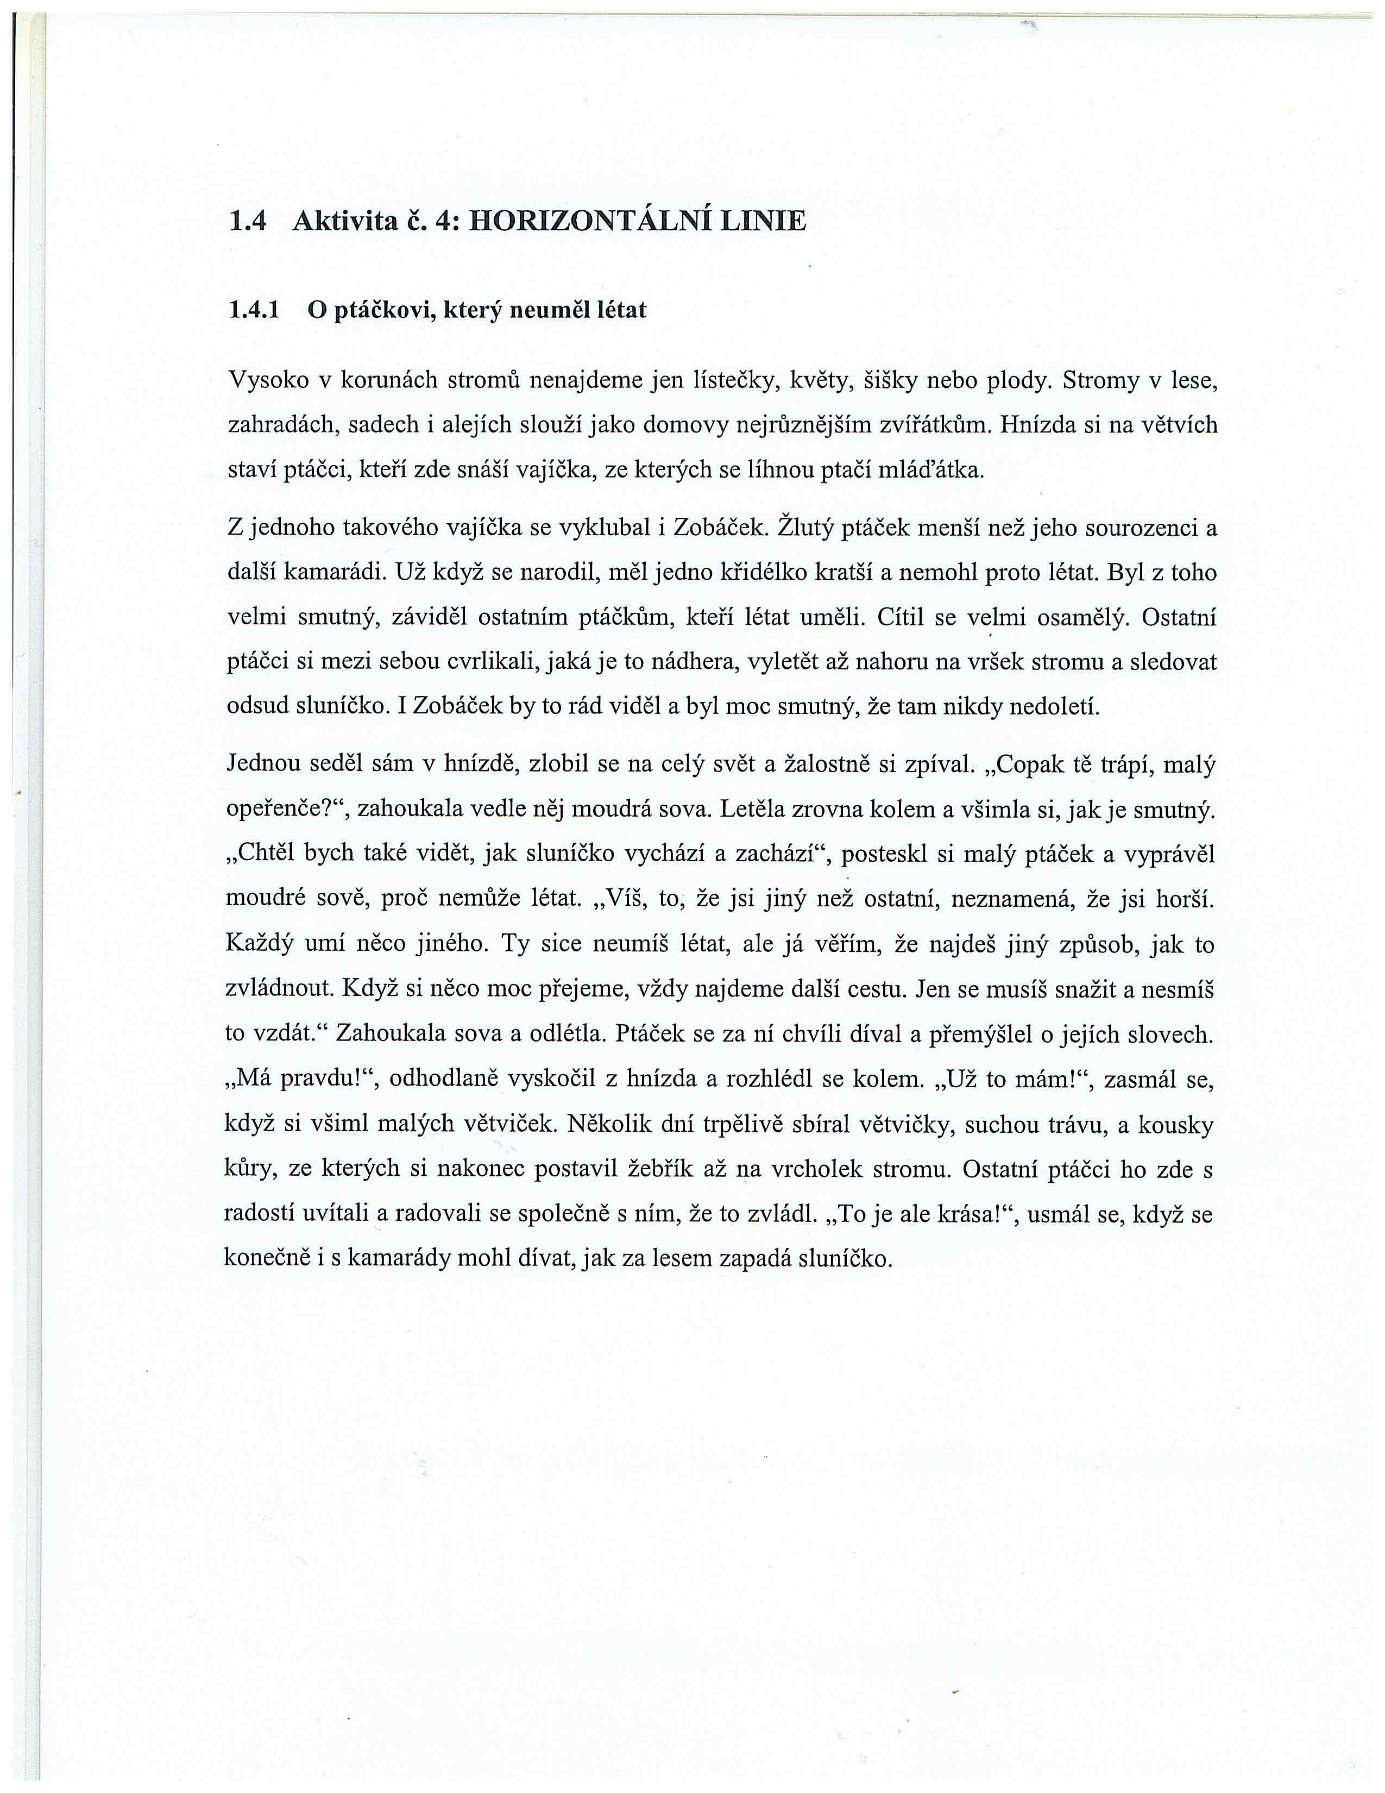 1.4 Aktivita č. 4: HORIZONTÁLNÍ LINIE
1.4.1 O ptáčkovi, který neuměl létat
Vysoko v korunách stromů nenajdeme jen lístečky, květy, šišky nebo plody. Stromy v lese,
zahradách, sadech i alejích slouží jako domovy nejrůznějším zvířátkům. Hnízda si na větvích
staví ptáčci, kteří zde snáší vajíčka, ze kterých se líhnou ptačí mláďátka.
Z jednoho takového vajíčka se vyklubal i Zobáček. Žlutý ptáček menší než jeho sourozenci a
další kamarádi. Už když se narodil, měl jedno křidélko kratší a nemohl proto létat. Byl z toho
velmi smutný, záviděl ostatním ptáčkům, kteří létat uměli. Cítil se velmi osamělý. Ostatní
ptáčci si mezi sebou cvrlikali, jaká je to nádhera, vyletět až nahoru na vršek stromu a sledovat
odsud sluníčko. I Zobáček by to rád viděl a byl moc smutný, že tam nikdy nedoletí.
Jednou seděl sám v hnízdě, zlobil se na celý svět a žalostně si zpíval. „Copak tě trápí, malý
opeřenče?“, zahoukala vedle něj moudrá sova. Letěla zrovna kolem a všimla si, jak je smutný.
„Chtěl bych také vidět, jak sluníčko vychází a zachází“, posteskl si malý ptáček a vyprávěl
moudré sově, proč nemůže létat. „Víš, to, že jsi jiný než ostatní, neznamená, že jsi horší.
Každý umí něco jiného. Ty sice neumíš létat, ale já věřím, že najdeš jiný způsob, jak to
zvládnout. Když si něco moc přejeme, vždy najdeme další cestu. Jen se musíš snažit a nesmíš
to vzdát.“ Zahoukala sova a odlétla. Ptáček se za ní chvíli díval a přemýšlel o jejích slovech.
„Má pravdu!“, odhodlaně vyskočil z hnízda a rozhlédl se kolem. „Už to mám!“, zasmál se,
když si všiml malých větviček. Několik dní trpělivě sbíral větvičky, suchou trávu, a kousky
kůry, ze kterých si nakonec postavil žebřík až na vrcholek stromu. Ostatní ptáčci ho zde s
radostí uvítali a radovali se společně s ním, že to zvládl. „To je ale krása!“, usmál se, když se
konečně i s kamarády mohl dívat, jak za lesem zapadá sluníčko.